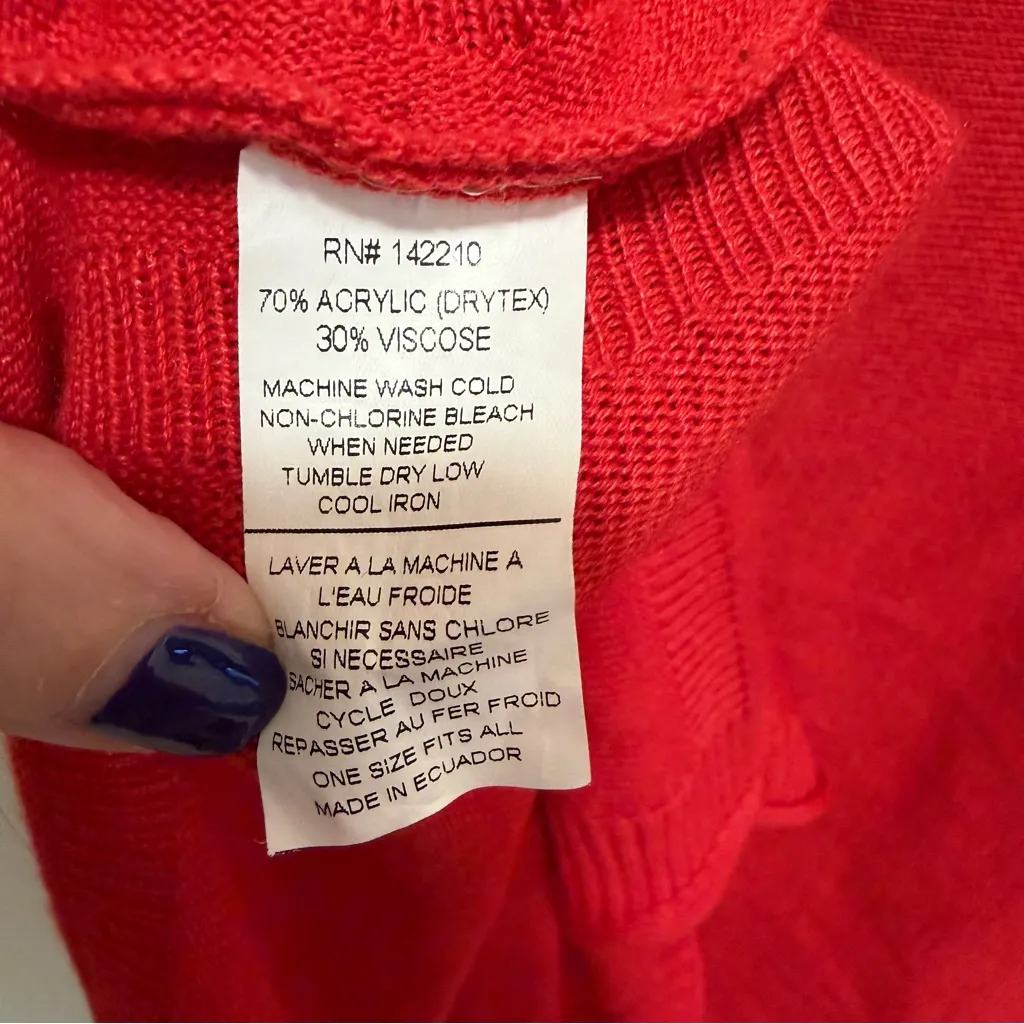 RN# 142210
70% ACRYLIC (DRYTEX)
30% VISCOSE
MACHINE WASH COLD
NON-CHLORINE BLEACH
WHEN NEEDED
TUMBLE DRY LOW
COOL IRON
LAVER A LA MACHINE A
L'EAU FROIDE
BLANCHIR SANS CHLORE
SI NECESSAIRE
SACHER A LA MACHINE
CYCLE DOUX
REPASSER AU FER FROID
ONE SIZE FITS ALL
MADE IN ECUADOR